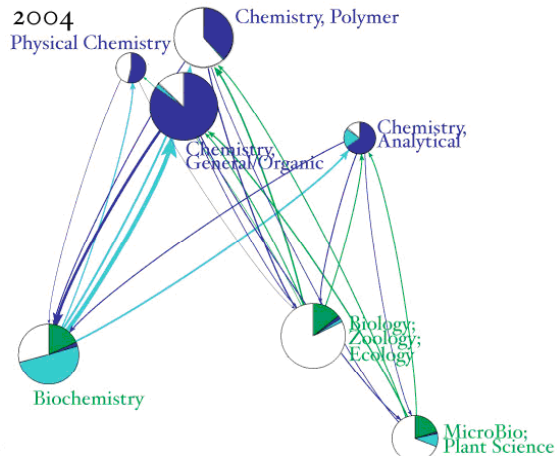 2004
Chemistry, Polymer
Physical Chemistry
Chemistry,
General/Organic
Chemistry,
Analytical
Biology;
Zoology;
Ecology
Biochemistry
MicroBio;
Plant Science